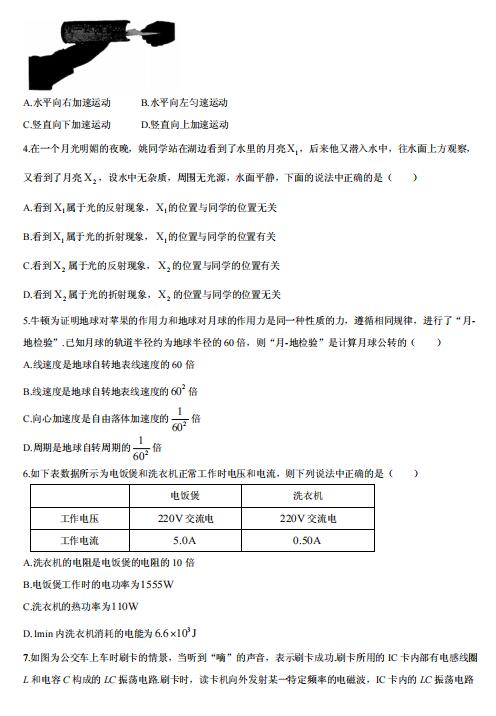 A.水平向右加速运动 B.水平向左匀速运动
C.竖直向下加速运动 D.竖直向上加速运动
4.在一个月光明媚的夜晚，姚同学站在湖边看到了水里的月亮X₁，后来他又潜入水中，往水面上方观察，
又看到了月亮X₂，设水中无杂质，周围无光源，水面平静，下面的说法中正确的是（ ）
A.看到X₁属于光的反射现象，X₁的位置与同学的位置无关
B.看到X₁属于光的折射现象，X₁的位置与同学的位置有关
C.看到X₂属于光的反射现象，X₂的位置与同学的位置有关
D.看到X₂属于光的折射现象，X₂的位置与同学的位置无关
5.牛顿为证明地球对苹果的作用力和地球对月球的作用力是同一种性质的力，遵循相同规律，进行了“月-
地检验”.已知月球的轨道半径约为地球半径的60倍，则“月-地检验”是计算月球公转的（ ）
A.线速度是地球自转地表线速度的60倍
B.线速度是地球自转地表线速度的60²倍
C.向心加速度是自由落体加速度的1/60²倍
D.周期是地球自转周期的1/60²倍
6.如下表数据所示为电饭煲和洗衣机正常工作时电压和电流，则下列说法中正确的是（ ）
电饭煲 洗衣机
工作电压 220V交流电 220V交流电
工作电流 5.0A 0.50A
A.洗衣机的电阻是电饭煲的电阻的10倍
B.电饭煲工作时的电功率为1555W
C.洗衣机的热功率为110W
D.1min内洗衣机消耗的电能为6.6×10³J
7.如图为公交车上车时刷卡的情景，当听到“嘀”的声音，表示刷卡成功.刷卡所用的IC卡内部有电感线圈
L和电容C构成的LC振荡电路.刷卡时，读卡机向外发射某一特定频率的电磁波，IC卡内的LC振荡电路